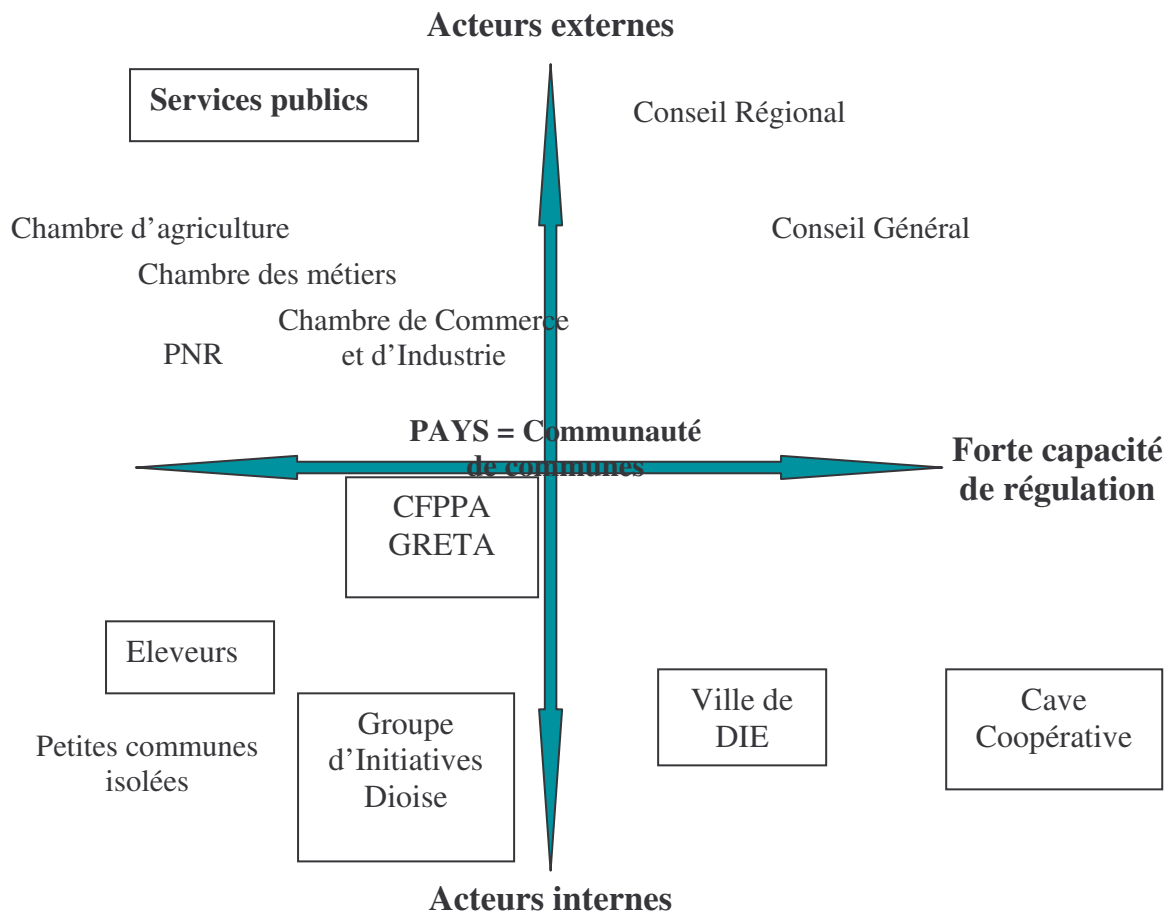 Acteurs externes
Services publics
Conseil Régional
Chambre d’agriculture
Conseil Général
Chambre des métiers
Chambre de Commerce
et d’Industrie
PNR
PAYS = Communauté
de communes
Forte capacité
de régulation
CFPPA
GRETA
Eleveurs
Petites communes
isolées
Groupe
d’Initiatives
Dioise
Ville de
DIE
Cave
Coopérative
Acteurs internes